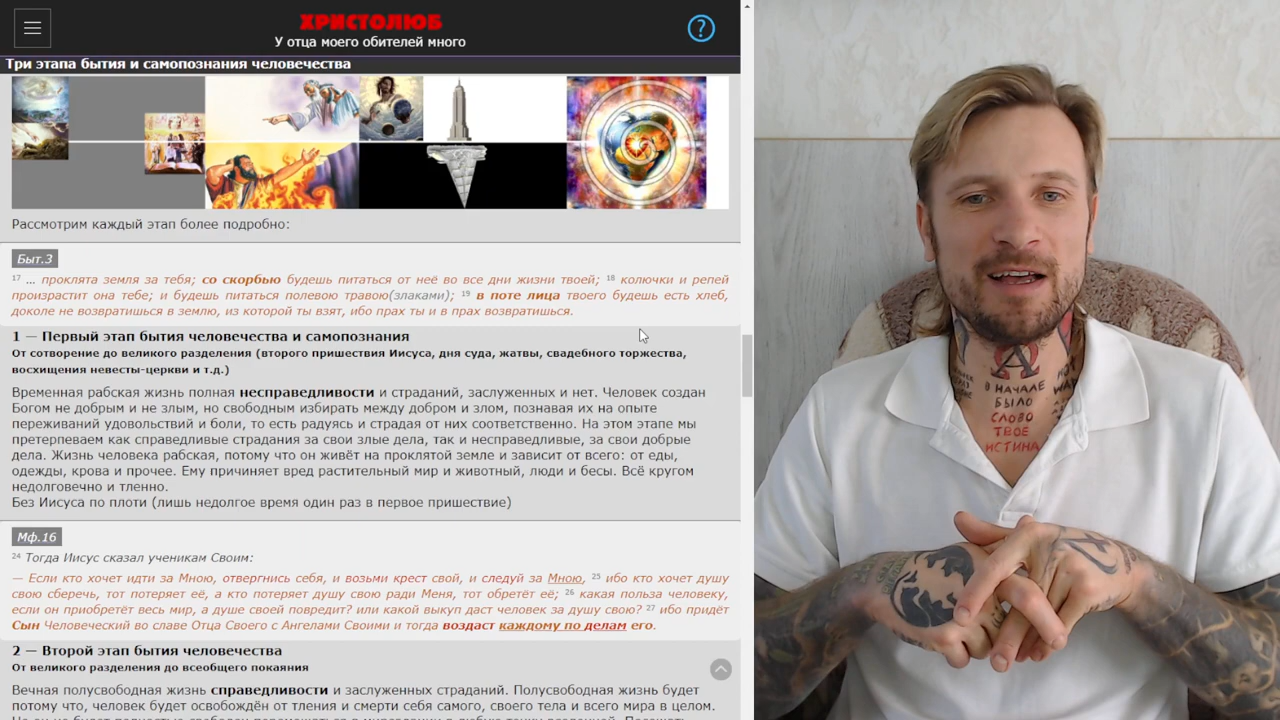 ХРИСТОЛЮБ
У отца моего обителей много
?
Три этапа бытия и самопознания человечества
Рассмотрим каждый этап более подробно:
Быт.3
17 ... проклята земля за тебя; со скорбью будешь питаться от неё во все дни жизни твоей; 18 колючки и репей
произрастит она тебе; и будешь питаться полевою травою(злаками); 19 в поте лица твоего будешь есть хлеб,
доколе не возвратишься в землю, из которой ты взят, ибо прах ты и в прах возвратишься.
1 — Первый этап бытия человечества и самопознания
От сотворение до великого разделения (второго пришествия Иисуса, дня суда, жатвы, свадебного торжества,
восхищения невесты-церкви и т.д.)
Временная рабская жизнь полная несправедливости и страданий, заслуженных и нет. Человек создан
Богом не добрым и не злым, но свободным избирать между добром и злом, познавая их на опыте
переживаний удовольствий и боли, то есть радуясь и страдая от них соответственно. На этом этапе мы
претерпеваем как справедливые страдания за свои злые дела, так и несправедливые, за свои добрые
дела. Жизнь человека рабская, потому что он живёт на проклятой земле и зависит от всего: от еды,
одежды, крова и прочее. Ему причиняет вред растительный мир и животный, люди и бесы. Всё кругом
недолговечно и тленно.
Без Иисуса по плоти (лишь недолгое время один раз в первое пришествие)
Мф.16
24 Тогда Иисус сказал ученикам Своим:
— Если кто хочет идти за Мною, отвергнись себя, и возьми крест свой, и следуй за Мною, 25 ибо кто хочет душу
свою сберечь, тот потеряет её, а кто потеряет душу свою ради Меня, тот обретёт её; 26 какая польза человеку,
если он приобретёт весь мир, а душе своей повредит? или какой выкуп даст человек за душу свою? 27 ибо придёт
Сын Человеческий во славе Отца Своего с Ангелами Своими и тогда воздаст каждому по делам его.
2 — Второй этап бытия человечества
От великого разделения до всеобщего покаяния
Вечная полусвободная жизнь справедливости и заслуженных страданий. Полусвободная жизнь будет
потому что, человек будет освобождён от тления и смерти себя самого, своего тела и всего мира в целом.
В НАЧАЛЕ
БЫЛО
СЛОВО
ТВОЕ
ИСТИНА